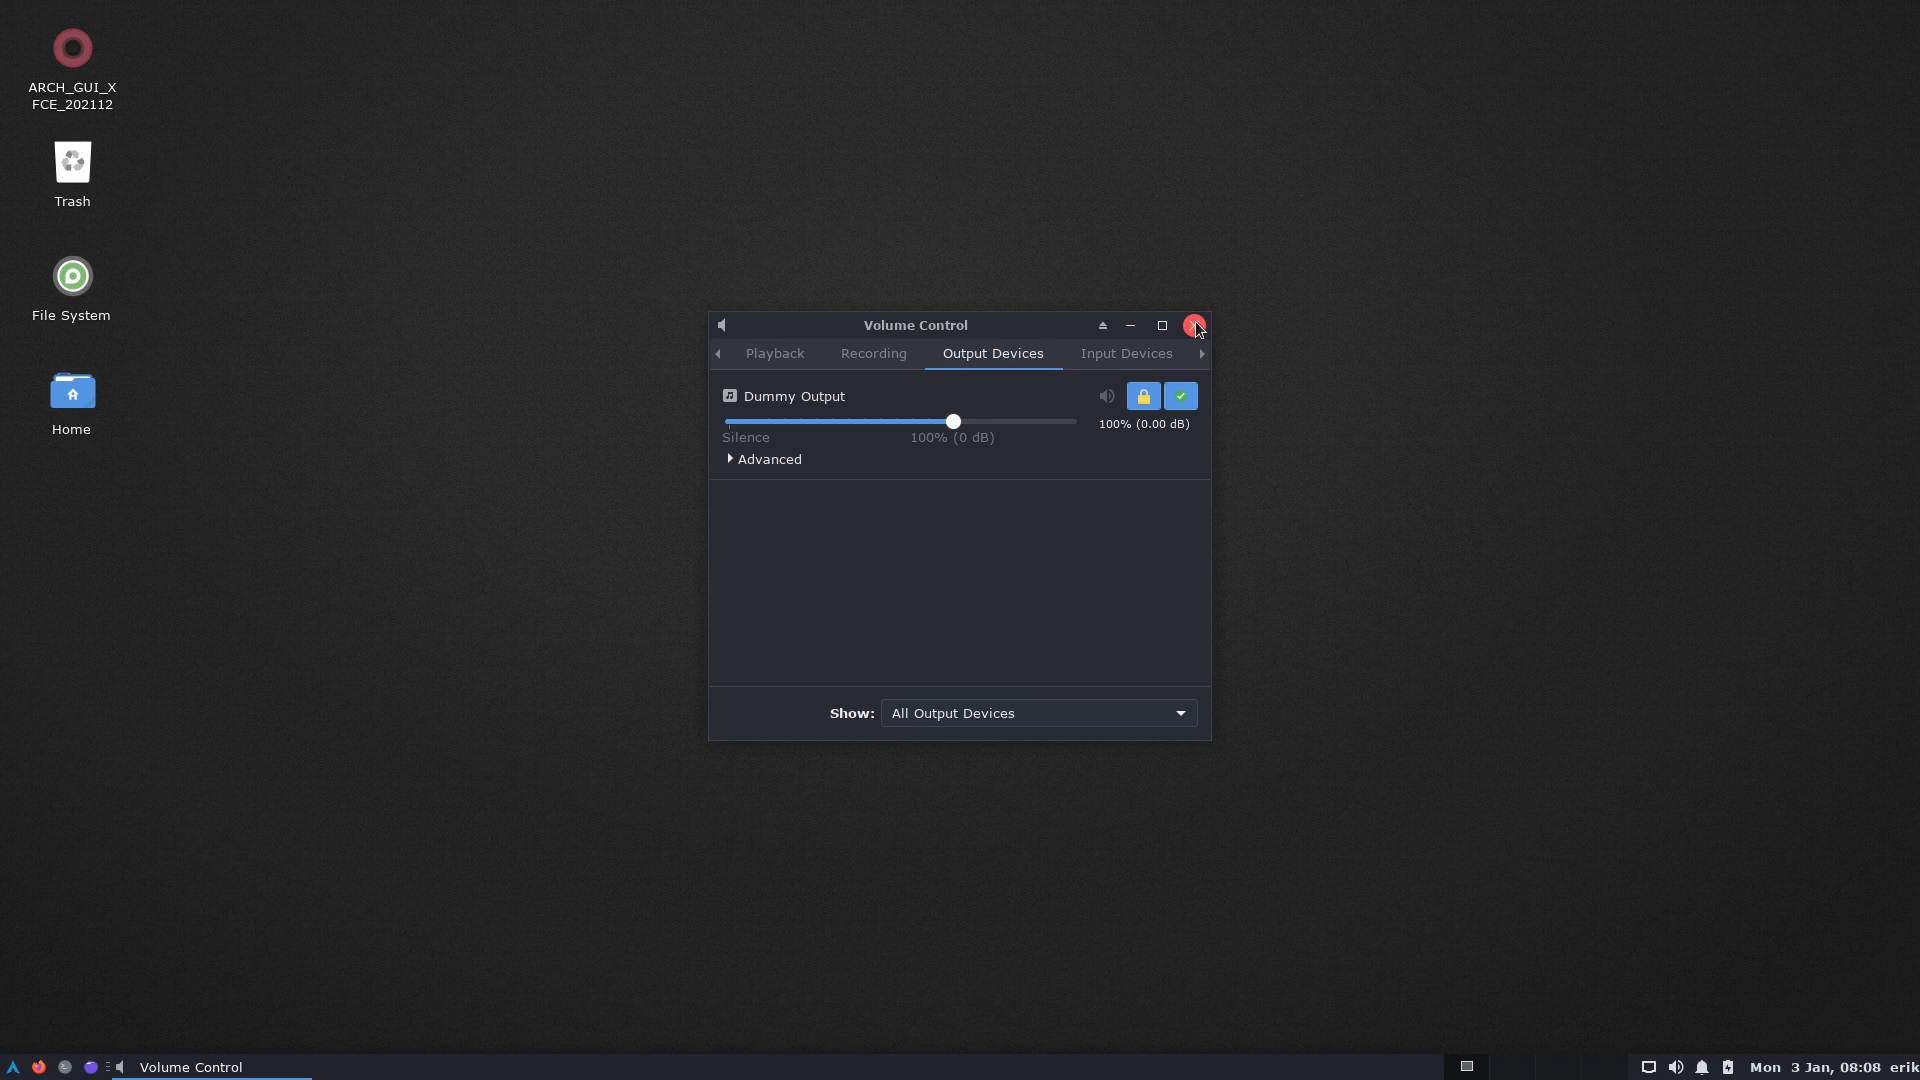 ARCH_GUI_X
FCE_202112
Trash
File System
Home
Volume Control
Playback
Recording
Output Devices
Input Devices
Dummy Output
100% (0.00 dB)
Silence
100% (0 dB)
Advanced
Show:
All Output Devices
Volume Control
Mon 3 Jan, 08:08
erik